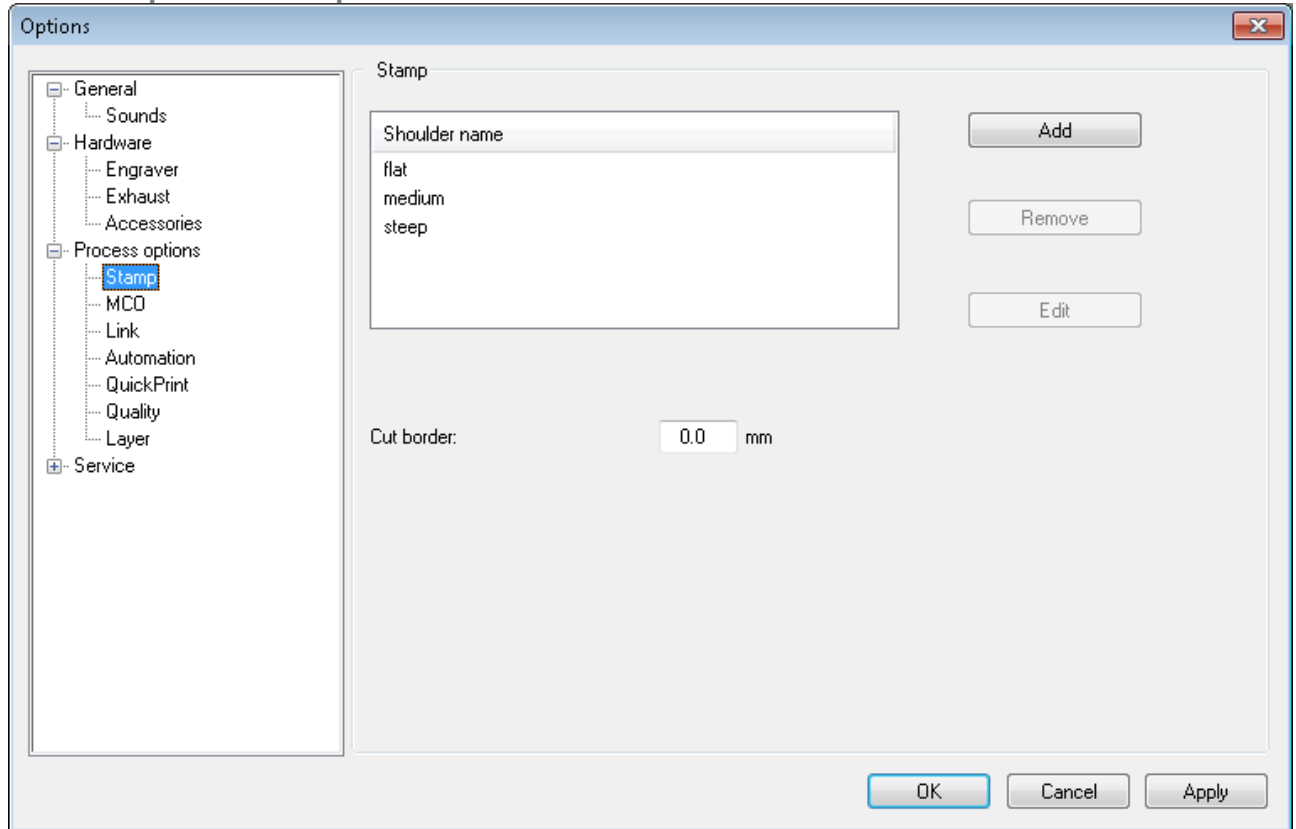 Options
General
Sounds
Hardware
Engraver
Exhaust
Accessories
Process options
Stamp
MCO
Link
Automation
QuickPrint
Quality
Layer
Service
Stamp
Shoulder name
flat
medium
steep
Add
Remove
Edit
Cut border: 0.0 mm
OK Cancel Apply